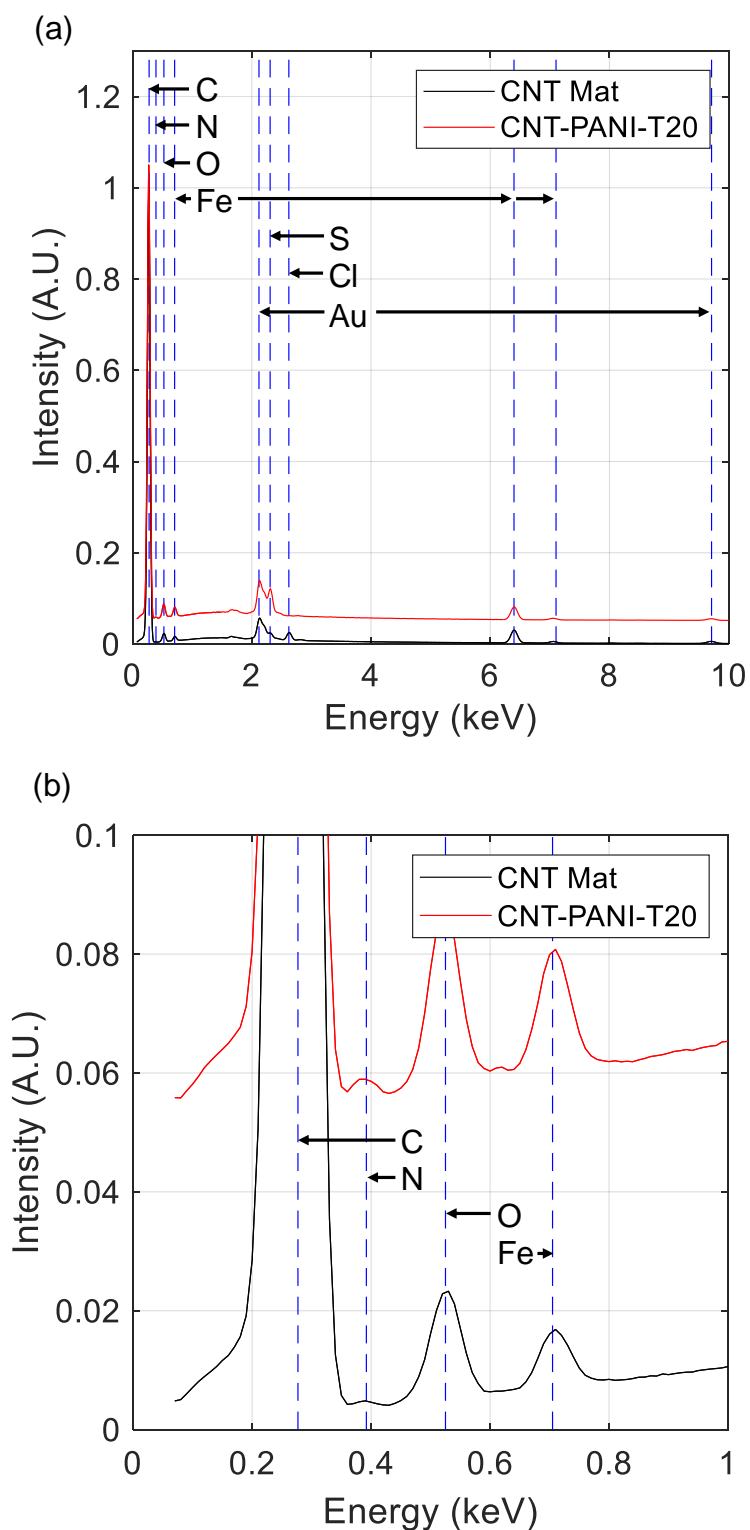 (a)
Intensity (A.U.)
1.2
1
0.8
0.6
0.4
0.2
0
CNT Mat
CNT-PANI-T20
C
N
O
Fe
S
Cl
Au
0 2 4 6 8 10
Energy (keV)
(b)
Intensity (A.U.)
0.1
0.08
0.06
0.04
0.02
0
CNT Mat
CNT-PANI-T20
C
N
O
Fe
0 0.2 0.4 0.6 0.8 1
Energy (keV)